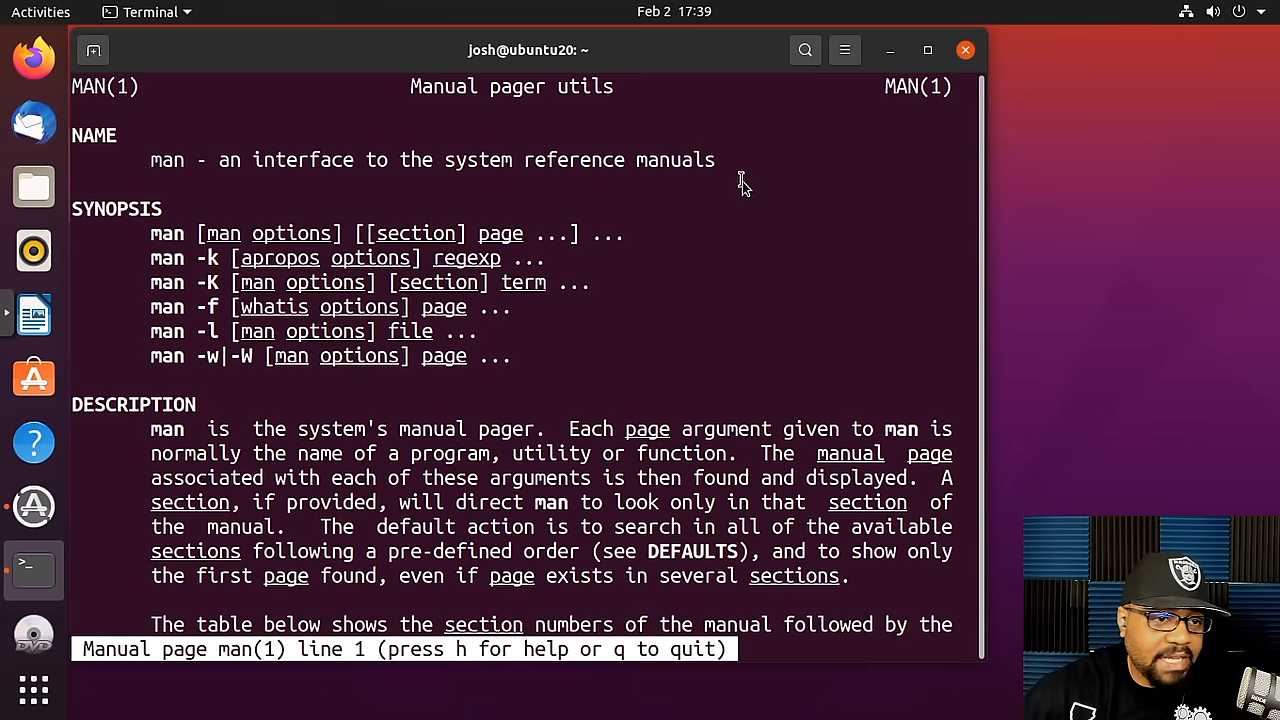 Activities Terminal Feb 2 17:39
josh@ubuntu20: ~
MAN(1) Manual pager utils MAN(1)
NAME
man - an interface to the system reference manuals
SYNOPSIS
man [man options] [[section] page ...] ...
man -k [apropos options] regexp ...
man -K [man options] [section] term ...
man -f [whatis options] page ...
man -l [man options] file ...
man -w|-W [man options] page ...
DESCRIPTION
man is the system's manual pager. Each page argument given to man is
normally the name of a program, utility or function. The manual page
associated with each of these arguments is then found and displayed. A
section, if provided, will direct man to look only in that section of
the manual. The default action is to search in all of the available
sections following a pre-defined order (see DEFAULTS), and to show only
the first page found, even if page exists in several sections.
The table below shows the section numbers of the manual followed by the
Manual page man(1) line 1 (press h for help or q to quit)